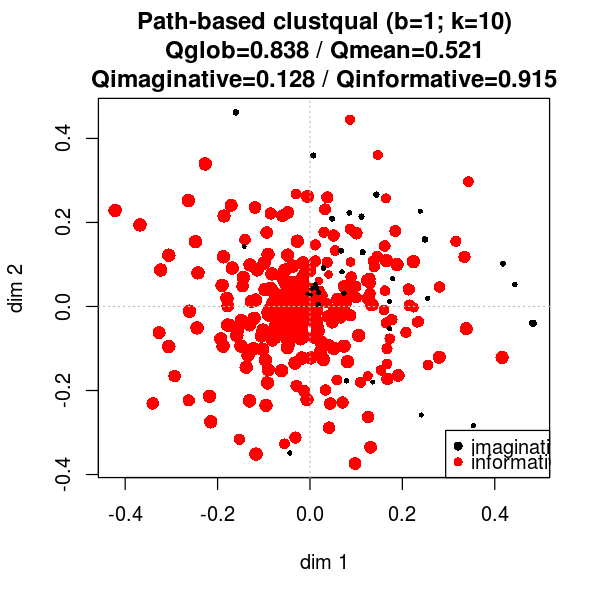 Path-based clustqual (b=1; k=10)
Qglob=0.838 / Qmean=0.521
Qimaginative=0.128 / Qinformative=0.915
0.4
0.2
0.0
-0.2
-0.4
dim 2
imaginati
informati
-0.4
-0.2
0.0
0.2
0.4
dim 1